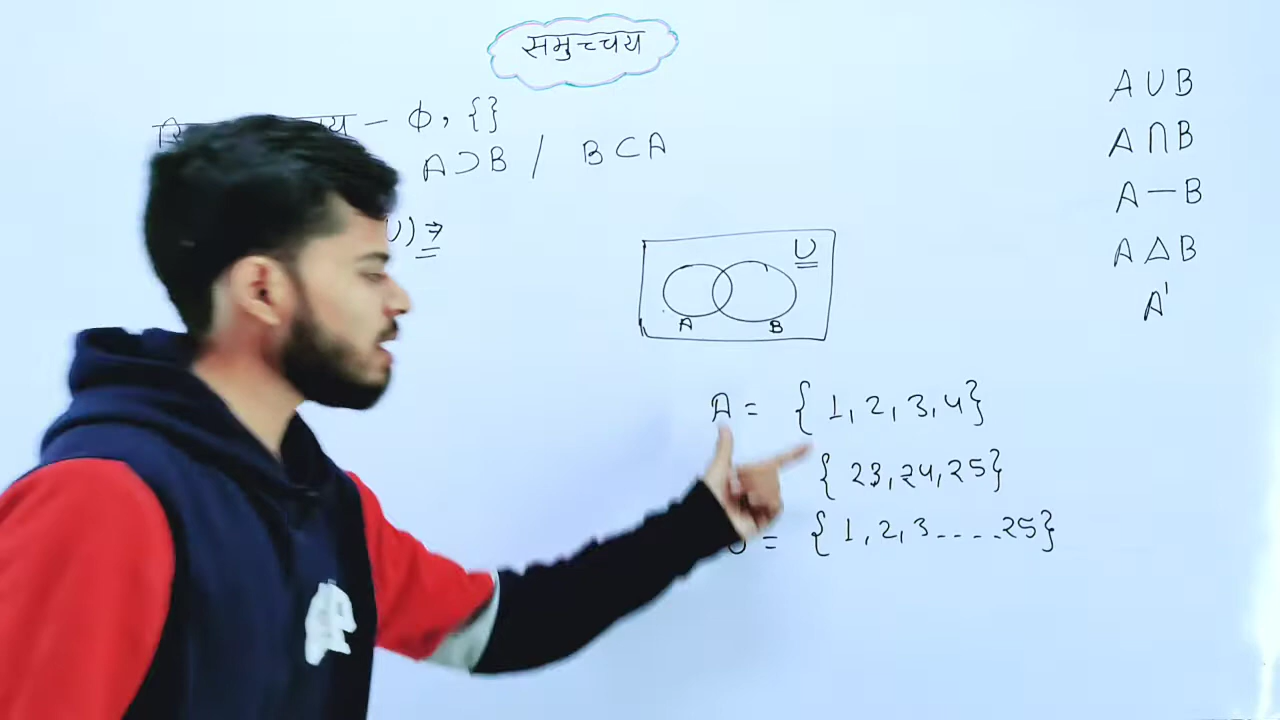 समुच्चय
– ϕ, { }
A⊃B / B⊂A
U) ⇒
U
A B
A = { 1, 2, 3, 4}
{ 23, 24, 25}
= { 1, 2, 3 - - - - 25}
A ∪ B
A ∩ B
A — B
A △ B
A'